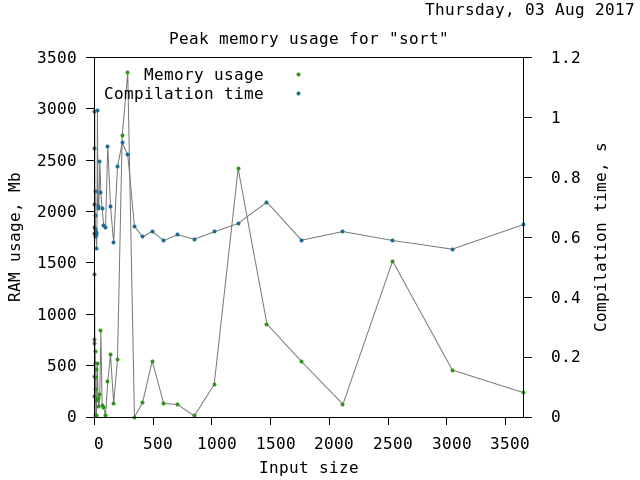 Thursday, 03 Aug 2017
Peak memory usage for "sort"
Memory usage
Compilation time
3500
3000
2500
2000
1500
1000
500
0
RAM usage, Mb
1.2
1
0.8
0.6
0.4
0.2
0
Compilation time, s
0 500 1000 1500 2000 2500 3000 3500
Input size